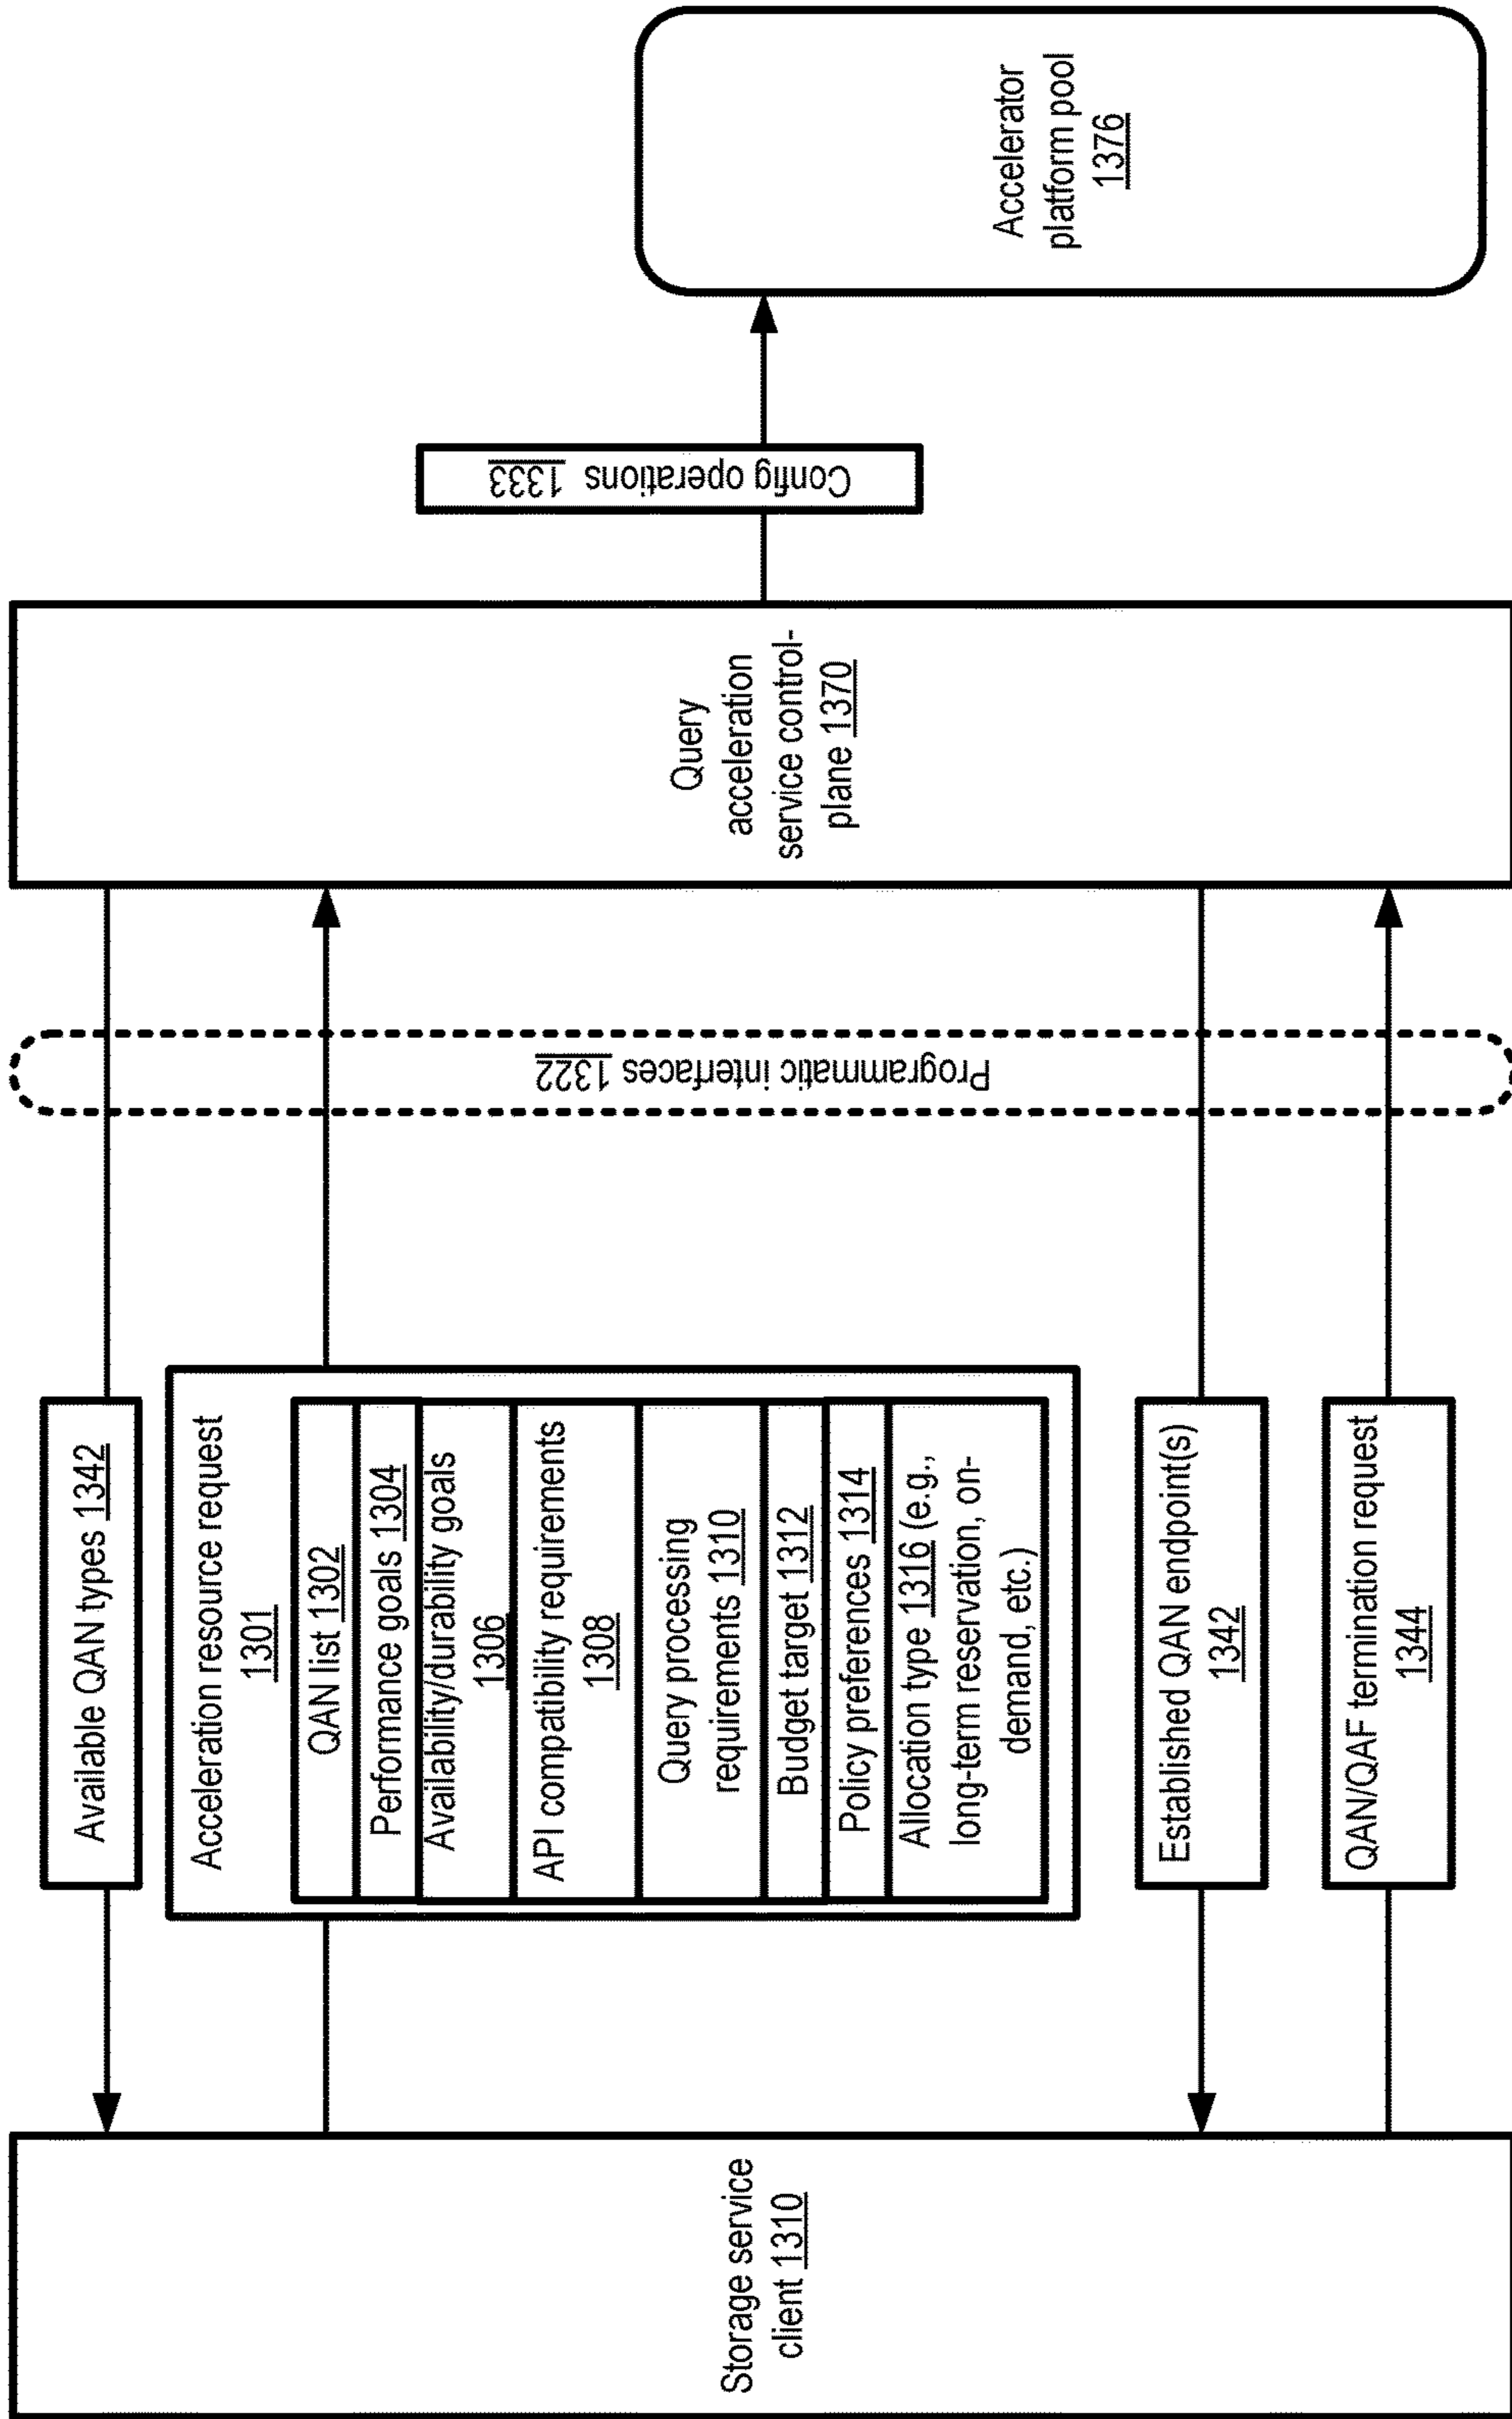 Storage service
client 1310
Available QAN types 1342
Acceleration resource request
1301
QAN list 1302
Performance goals 1304
Availability/durability goals
1306
API compatibility requirements
1308
Query processing
requirements 1310
Budget target 1312
Policy preferences 1314
Allocation type 1316 (e.g.,
long-term reservation, on-
demand, etc.)
Established QAN endpoint(s)
1342
QAN/QAF termination request
1344
Programmatic interfaces 1322
Query
acceleration
service control-
plane 1370
Config operations 1333
Accelerator
platform pool
1376